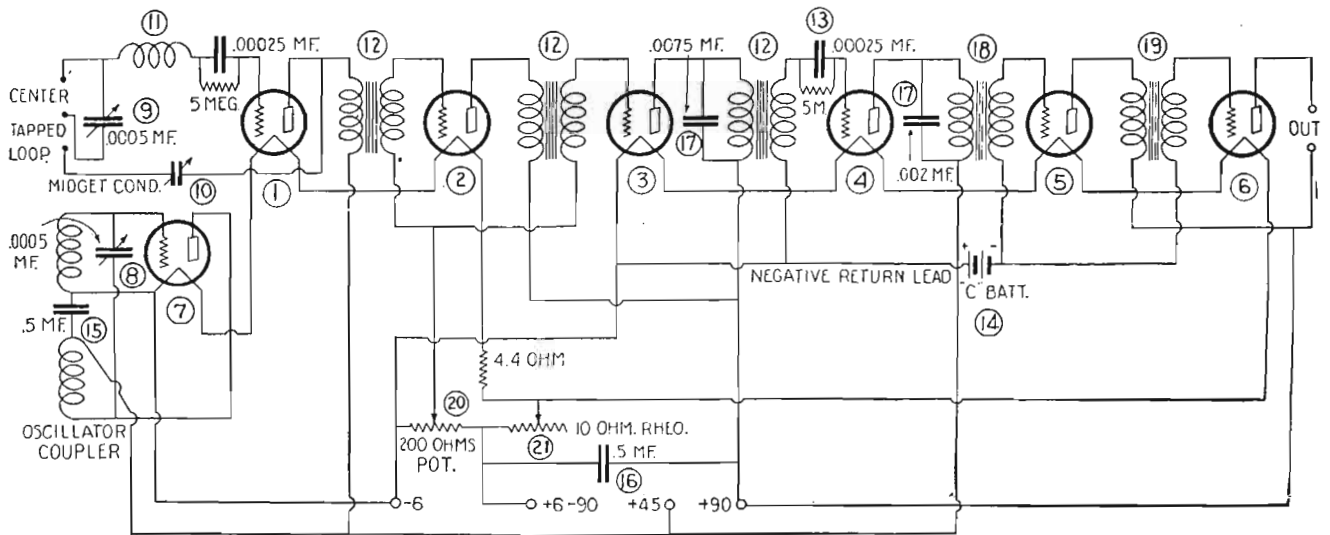 11
12
12
12
13
18
19
.00025 MF.
.0075 MF.
.00025 MF.
5 MEG.
5 M.
CENTER
TAPPED
LOOP.
9
.0005 MF.
17
17
.002 MF.
OUT
MIDGET COND.
10
1
2
3
4
5
6
.0005
MF.
8
7
NEGATIVE RETURN LEAD
+ -
"C" BATT.
14
.5 MF.
15
4.4 OHM
OSCILLATOR
COUPLER
20
200 OHMS
POT.
21
10 OHM. RHEO.
.5 MF.
16
-6
+6-90
+45
+90